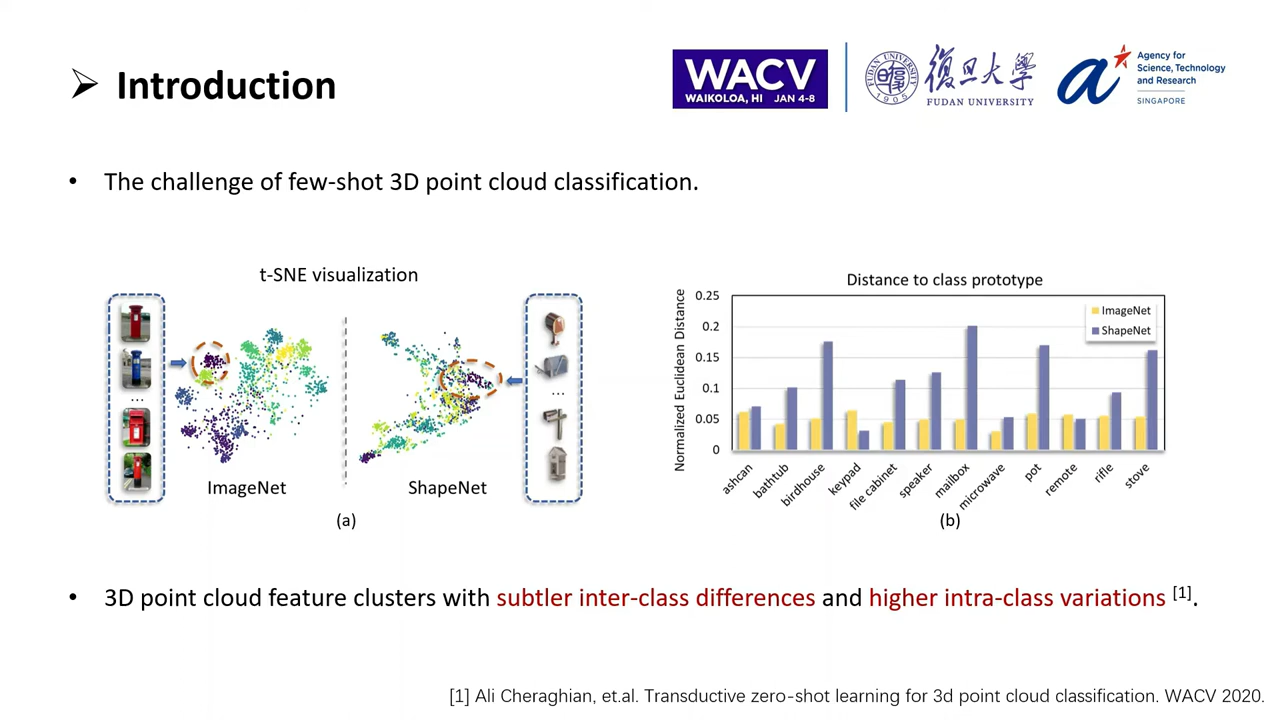 ➢ Introduction
WACV
WAIKOLOA, HI JAN 4-8
FUDAN UNIVERSITY
1905
復旦大學
FUDAN UNIVERSITY
Agency for
Science, Technology
and Research
SINGAPORE
• The challenge of few-shot 3D point cloud classification.
t-SNE visualization
...
...
ImageNet
ShapeNet
(a)
Distance to class prototype
Normalized Euclidean Distance
0.25
0.2
0.15
0.1
0.05
0
ImageNet
ShapeNet
ashcan
bathtub
birdhouse
keypad
file cabinet
speaker
mailbox
microwave
pot
remote
rifle
stove
(b)
• 3D point cloud feature clusters with subtler inter-class differences and higher intra-class variations [1].
[1] Ali Cheraghian, et.al. Transductive zero-shot learning for 3d point cloud classification. WACV 2020.